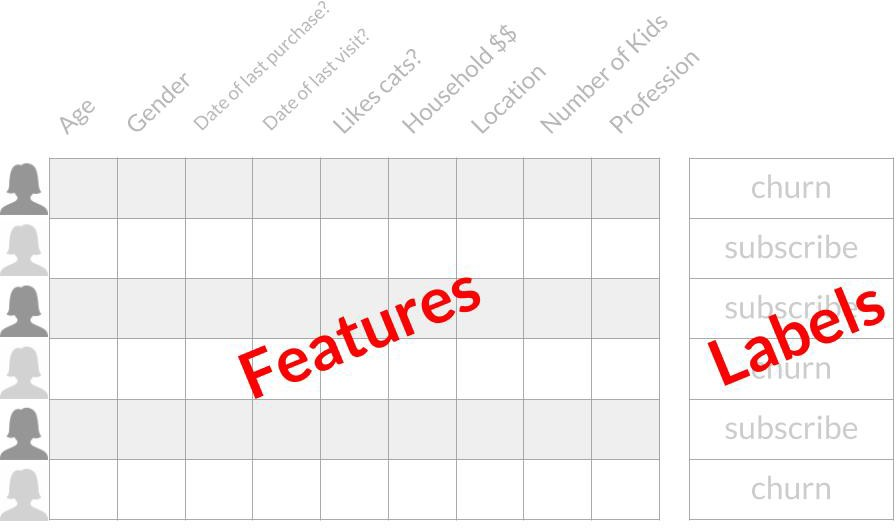 Age
Gender
Date of last purchase?
Date of last visit?
Likes cats?
Household $$
Location
Number of Kids
Profession
churn
subscribe
subscribe
churn
subscribe
churn
Features
Labels